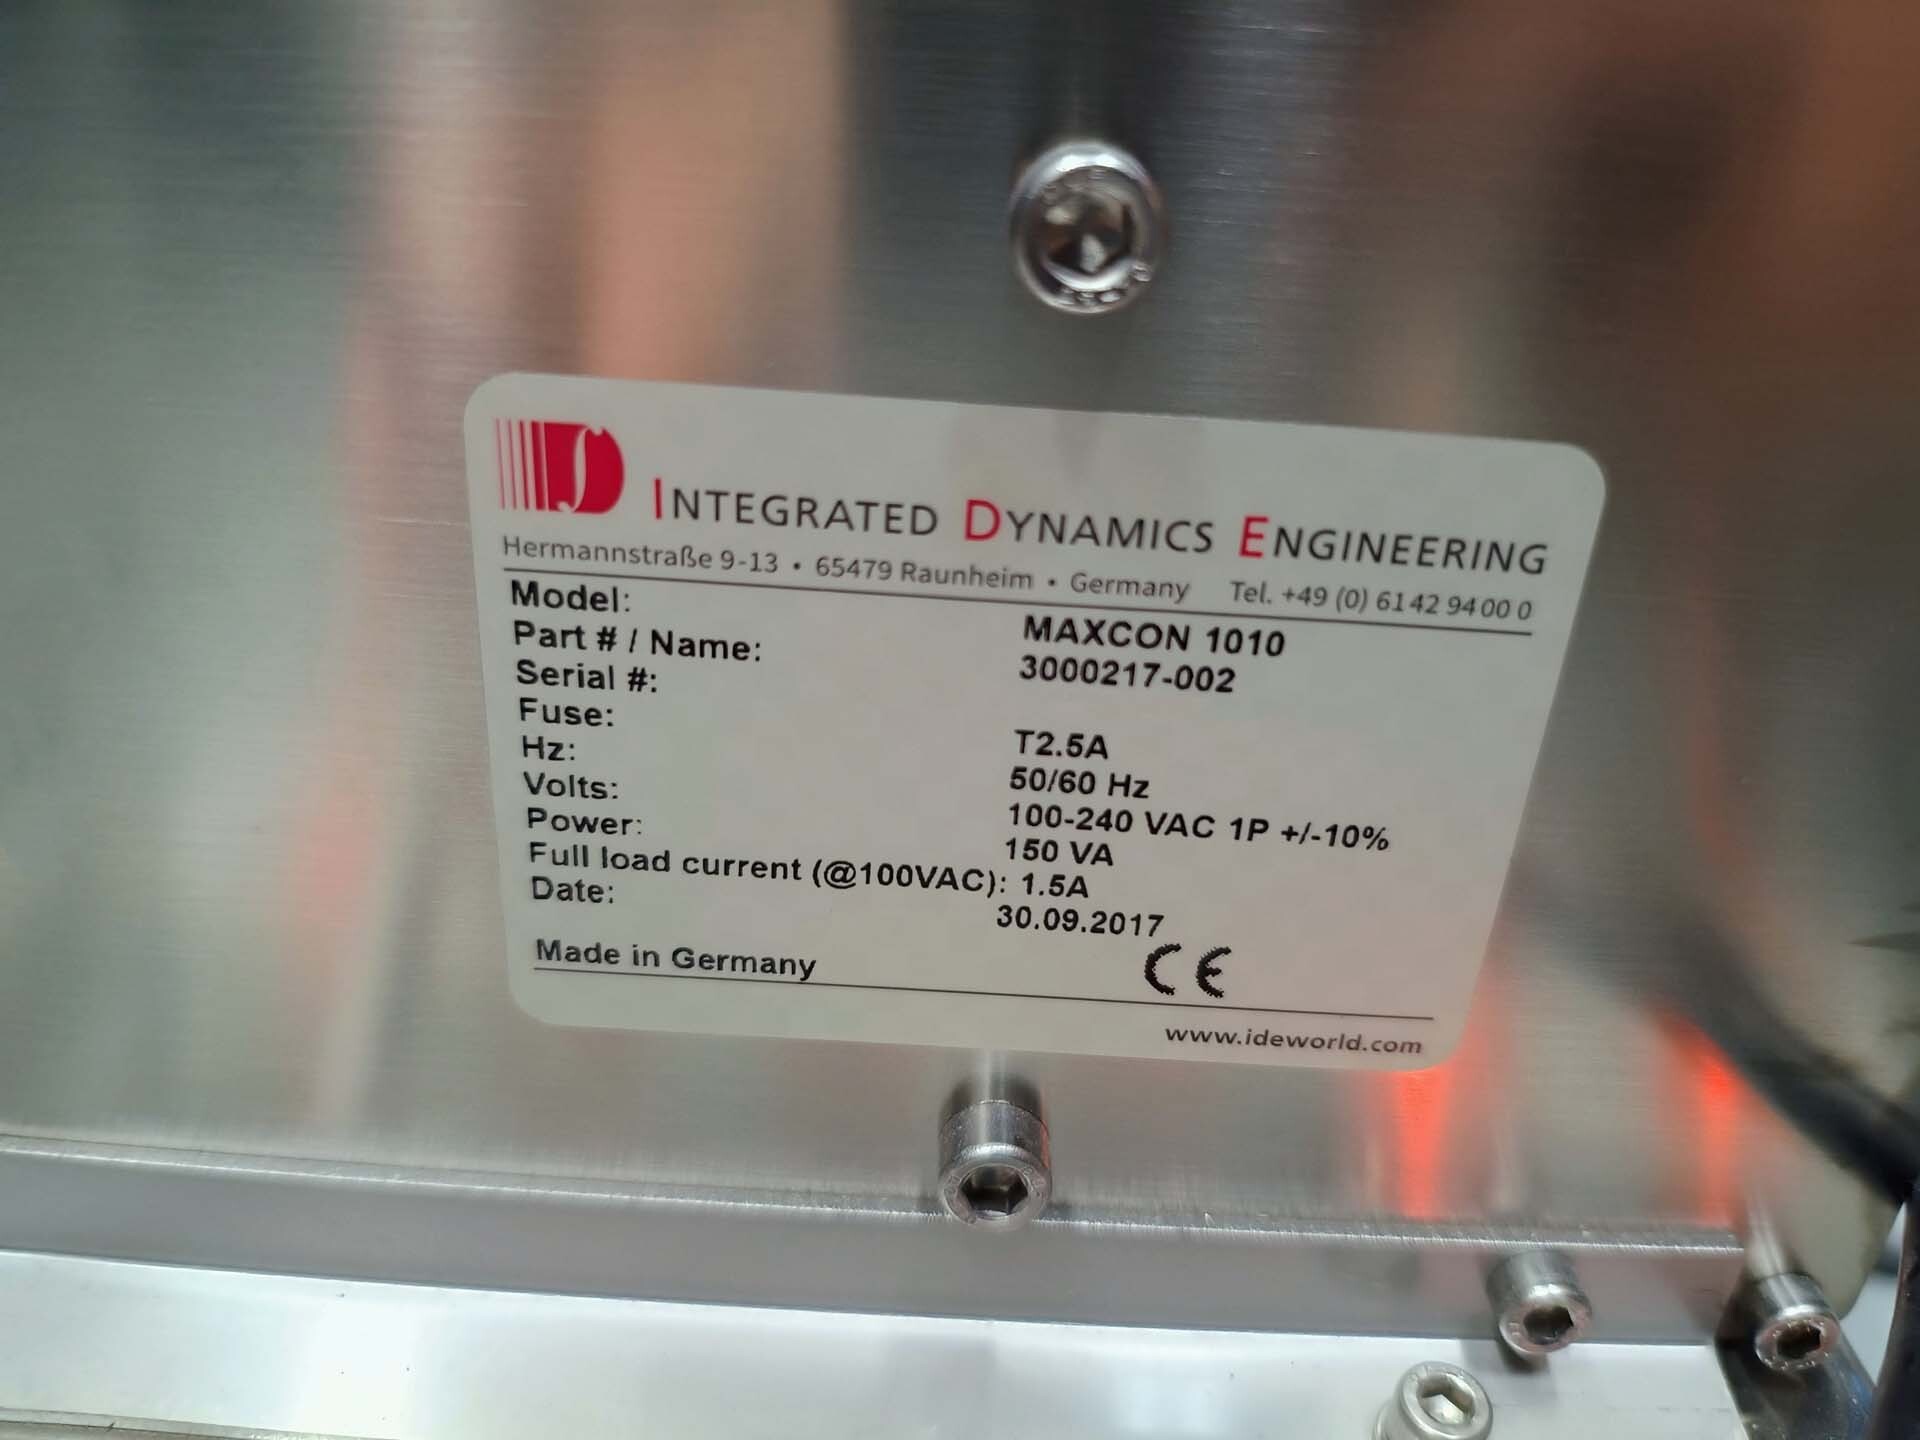 INTEGRATED DYNAMICS ENGINEERING
Hermannstraße 9-13 • 65479 Raunheim • Germany Tel. +49 (0) 6142 9400 0
Model: MAXCON 1010
Part # / Name: 3000217-002
Serial #:
Fuse: T2.5A
Hz: 50/60 Hz
Volts: 100-240 VAC 1P +/-10%
Power: 150 VA
Full load current (@100VAC): 1.5A
Date: 30.09.2017
Made in Germany CE
www.ideworld.com